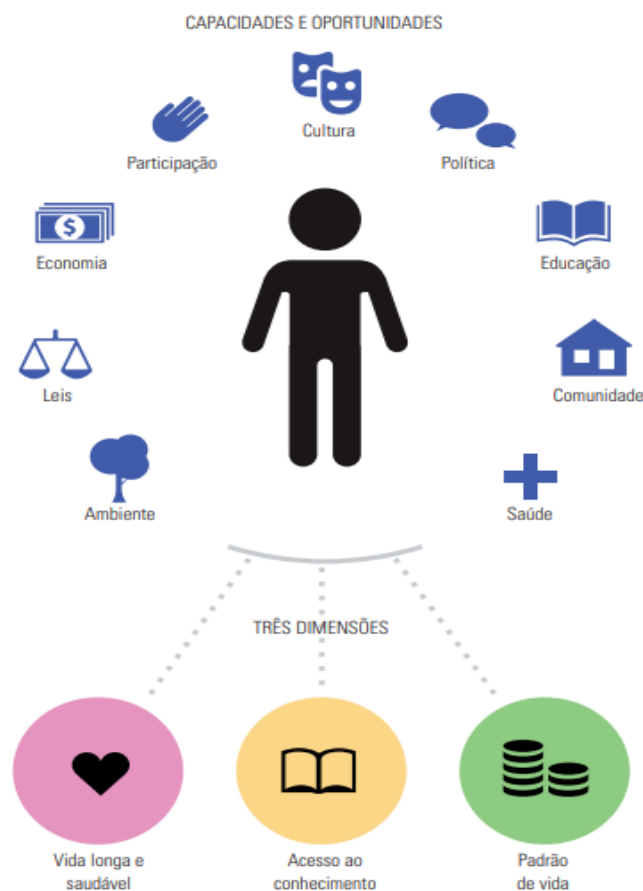 CAPACIDADES E OPORTUNIDADES
Cultura
Participação
Política
$
Economia
Educação
Leis
Comunidade
Ambiente
Saúde
TRÊS DIMENSÕES
Vida longa e
saudável
Acesso ao
conhecimento
Padrão
de vida